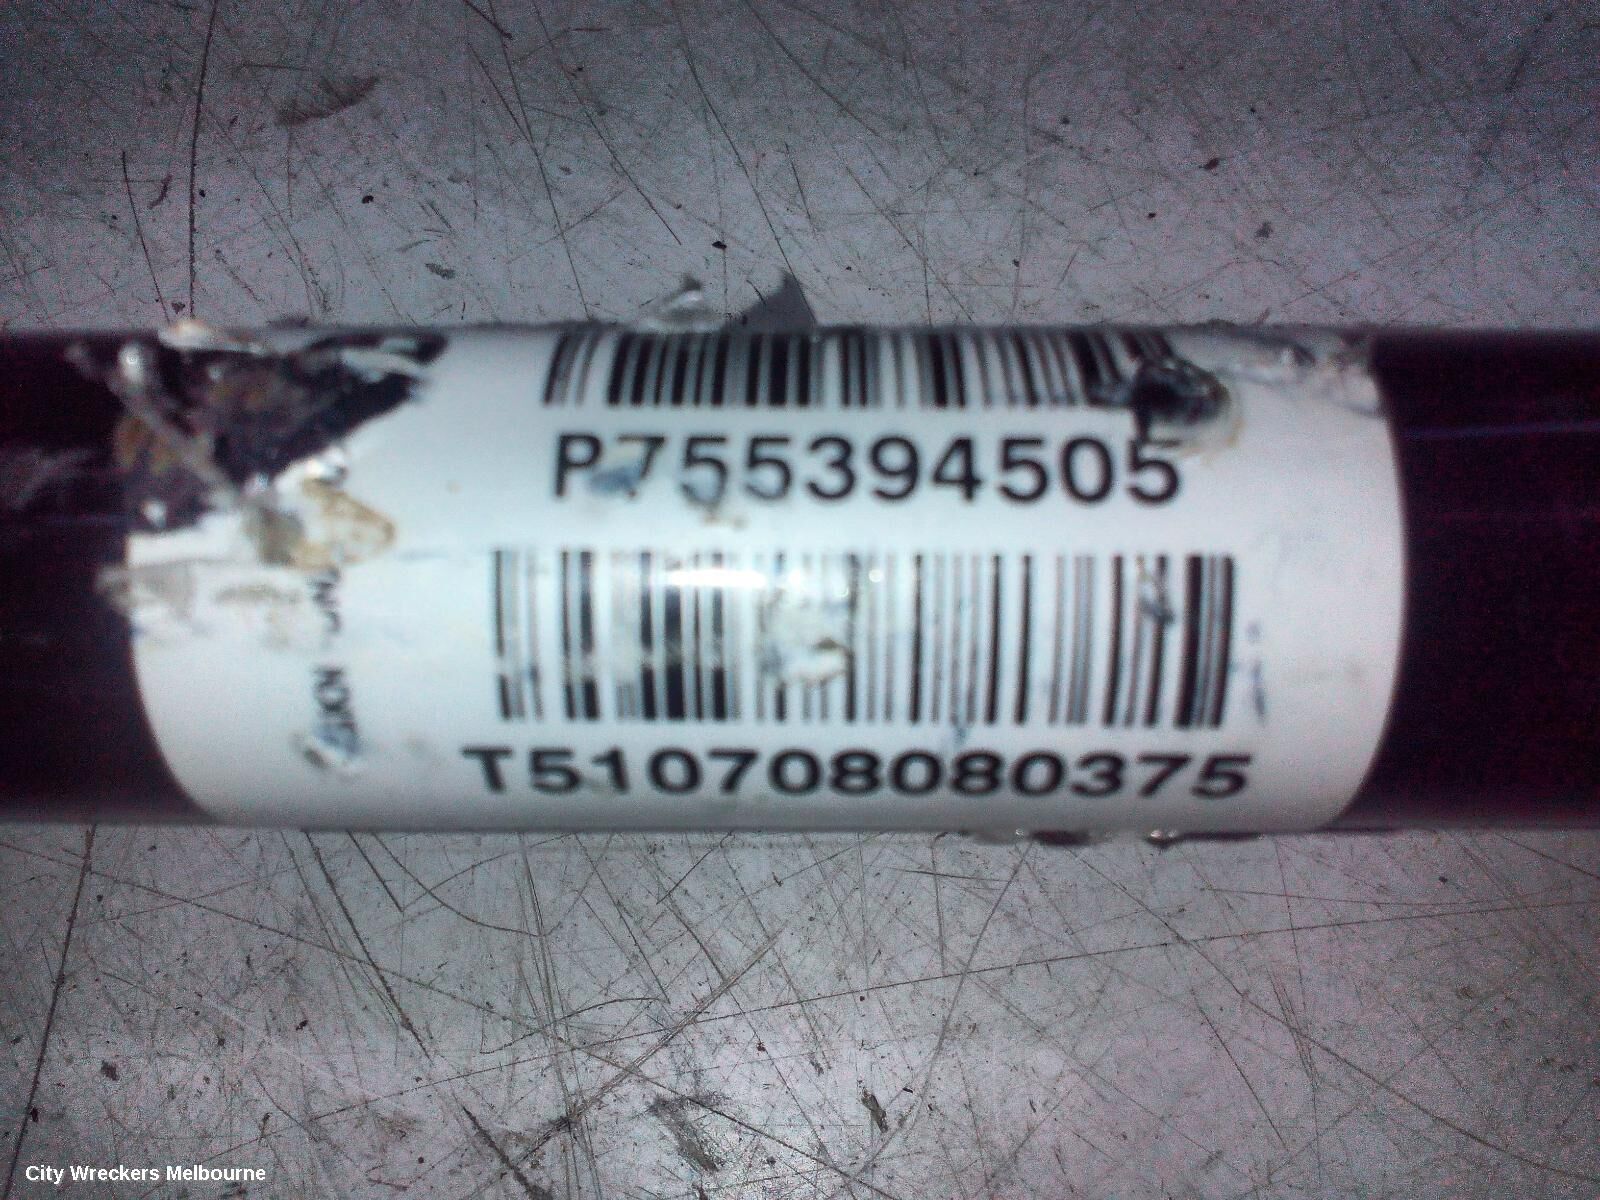 P755394505
T510708080375
City Wreckers Melbourne